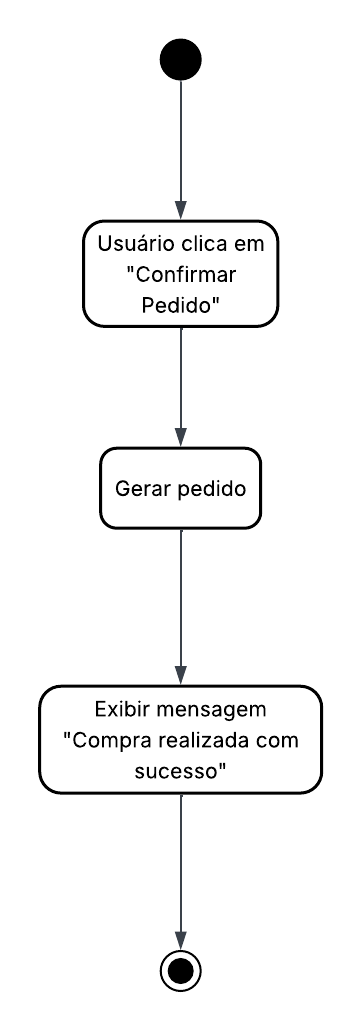 Usuário clica em
"Confirmar
Pedido"
Gerar pedido
Exibir mensagem
"Compra realizada com
sucesso"